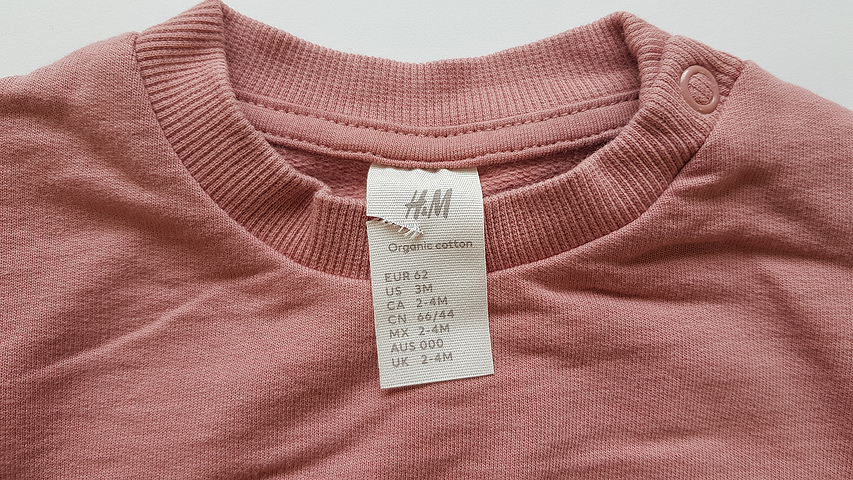 H&M
Organic cotton
EUR 62
US 3M
CA 2-4M
CN 66/44
MX 2-4M
AUS 000
UK 2-4M